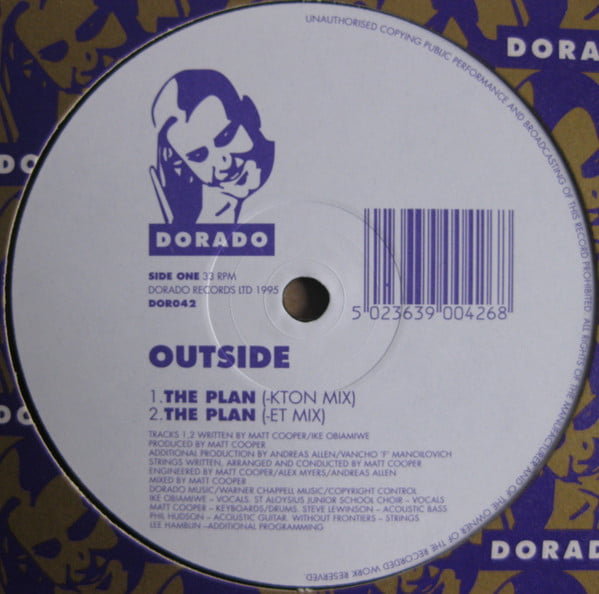 UNAUTHORISED COPYING PUBLIC PERFORMANCE AND BROADCASTING OF THIS RECORD PROHIBITED. ALL RIGHTS OF THE MANUFACTURER AND OF THE OWNER OF THE RECORDED WORK RESERVED.
DORA
DO
DORADO
SIDE ONE 33 RPM
DORADO RECORDS LTD 1995
DOR042
5 023639 004268
OUTSIDE
1.THE PLAN (-KTON MIX)
2.THE PLAN (-ET MIX)
TRACKS 1,2 WRITTEN BY MATT COOPER/IKE OBIAMIWE
PRODUCED BY MATT COOPER
ADDITIONAL PRODUCTION BY ANDREAS ALLEN/VANCHO 'F' MANOILOVICH
STRINGS WRITTEN, ARRANGED AND CONDUCTED BY MATT COOPER
ENGINEERED BY MATT COOPER/ALEX MYERS/ANDREAS ALLEN
MIXED BY MATT COOPER
DORADO MUSIC/WARNER CHAPPELL MUSIC/COPYRIGHT CONTROL
IKE OBIAMIWE – VOCALS. ST ALOYSIUS JUNIOR SCHOOL CHOIR – VOCALS
MATT COOPER – KEYBOARDS/DRUMS. STEVE LEWINSON – ACOUSTIC BASS
PHIL HUDSON – ACOUSTIC GUITAR. WITHOUT FRONTIERS – STRINGS
LEE HAMBLIN –ADDITIONAL PROGRAMMING
DO
DORADO